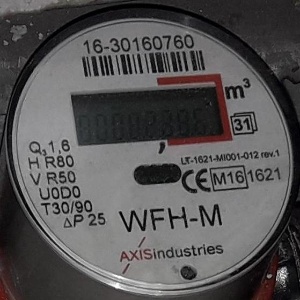 16-30160760
m³
31
Q₃ 1,6
H R80
V R50
U0D0
T30/90
ΔP 25
LT-1621-MI001-012 rev.1
CE M16 1621
WFH-M
AXISindustries